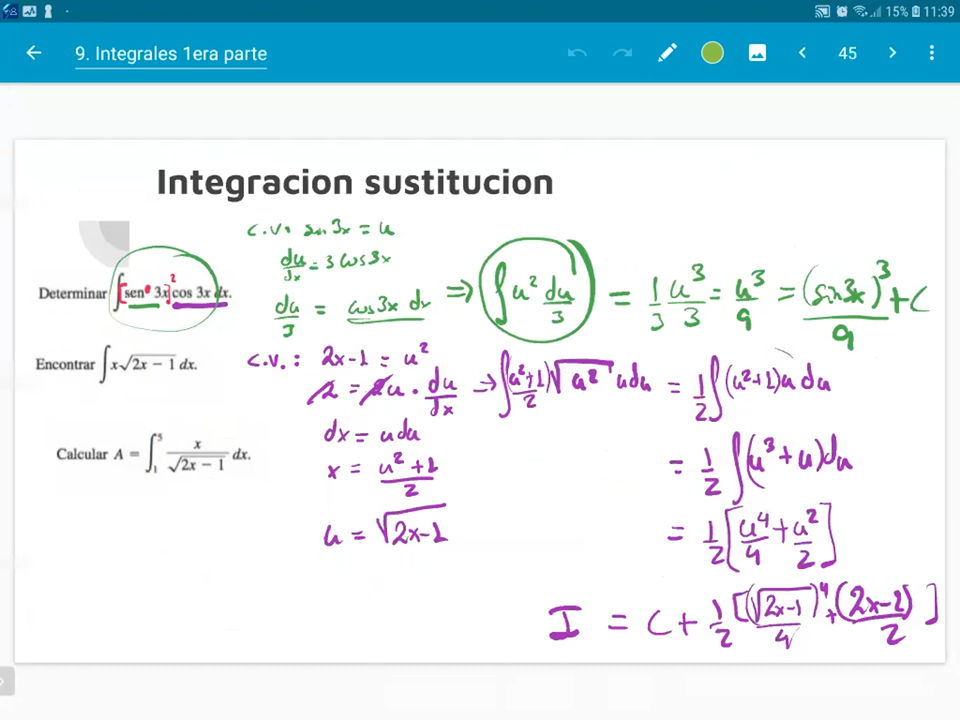 15% 11:39
9. Integrales 1era parte
45
Integracion sustitucion
Determinar ∫[sen 3x]² cos 3x dx.
c.v: sin 3x = u
du/dx = 3 cos 3x
du/3 = cos 3x dx ⇒ ∫ u² du/3 = 1/3 u³/3 = u³/9 = (sin 3x)³/9 + C
Encontrar ∫ x√(2x − 1) dx.
c.v.: 2x-1 = u²
2 = 2u · du/dx ⇒ ∫ (u²+1)/2 √(u²) u du = 1/2 ∫ (u²+1)u du
dx = u du
x = (u²+1)/2
u = √(2x-1)
= 1/2 ∫ (u³ + u) du
= 1/2 [u⁴/4 + u²/2]
I = C + 1/2 [(√(2x-1))⁴/4 + (2x-1)/2]
Calcular A = ∫₁⁵ x/√(2x − 1) dx.